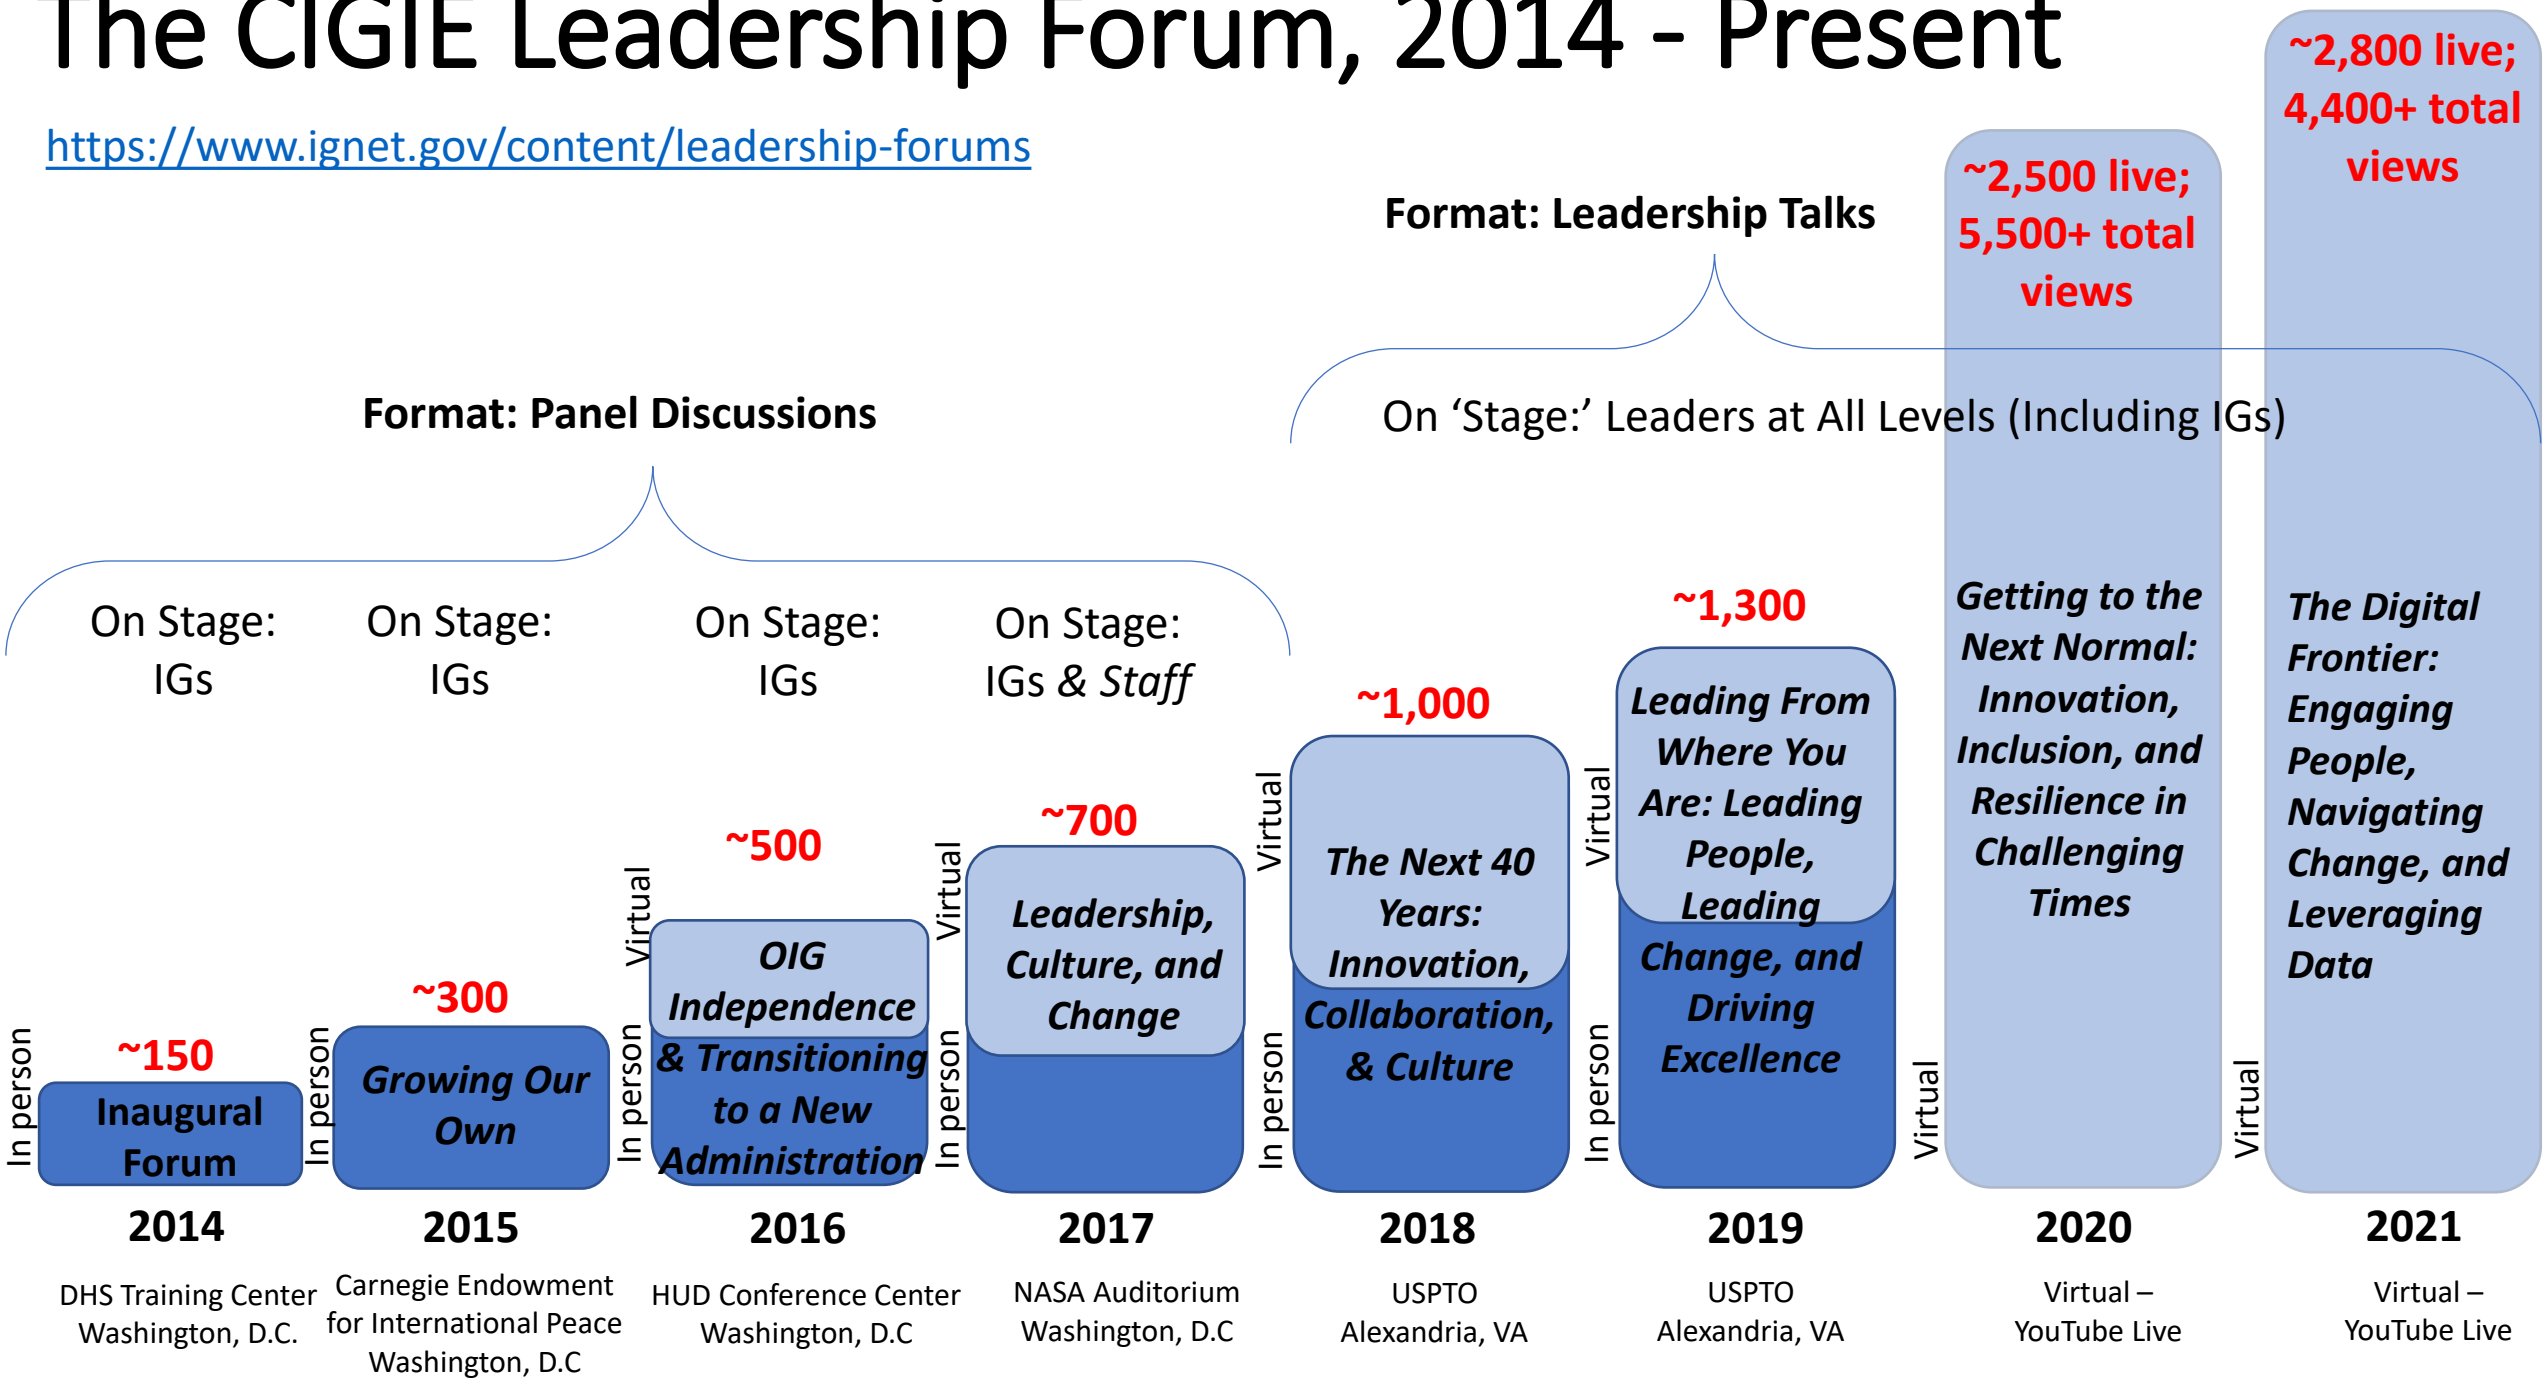 The CIGIE Leadership Forum, 2014 - Present
https://www.ignet.gov/content/leadership-forums
~2,800 live;
4,400+ total
views
~2,500 live;
5,500+ total
views
Format: Leadership Talks
On ‘Stage:’ Leaders at All Levels (Including IGs)
Format: Panel Discussions
On Stage:
IGs
On Stage:
IGs
On Stage:
IGs
On Stage:
IGs & Staff
In person
~150
Inaugural
Forum
2014
DHS Training Center
Washington, D.C.
In person
~300
Growing Our
Own
2015
Carnegie Endowment
for International Peace
Washington, D.C
Virtual
In person
~500
OIG
Independence
& Transitioning
to a New
Administration
2016
HUD Conference Center
Washington, D.C
Virtual
In person
~700
Leadership,
Culture, and
Change
2017
NASA Auditorium
Washington, D.C
Virtual
In person
~1,000
The Next 40
Years:
Innovation,
Collaboration,
& Culture
2018
USPTO
Alexandria, VA
Virtual
In person
~1,300
Leading From
Where You
Are: Leading
People,
Leading
Change, and
Driving
Excellence
2019
USPTO
Alexandria, VA
Virtual
Getting to the
Next Normal:
Innovation,
Inclusion, and
Resilience in
Challenging
Times
2020
Virtual –
YouTube Live
Virtual
The Digital
Frontier:
Engaging
People,
Navigating
Change, and
Leveraging
Data
2021
Virtual –
YouTube Live